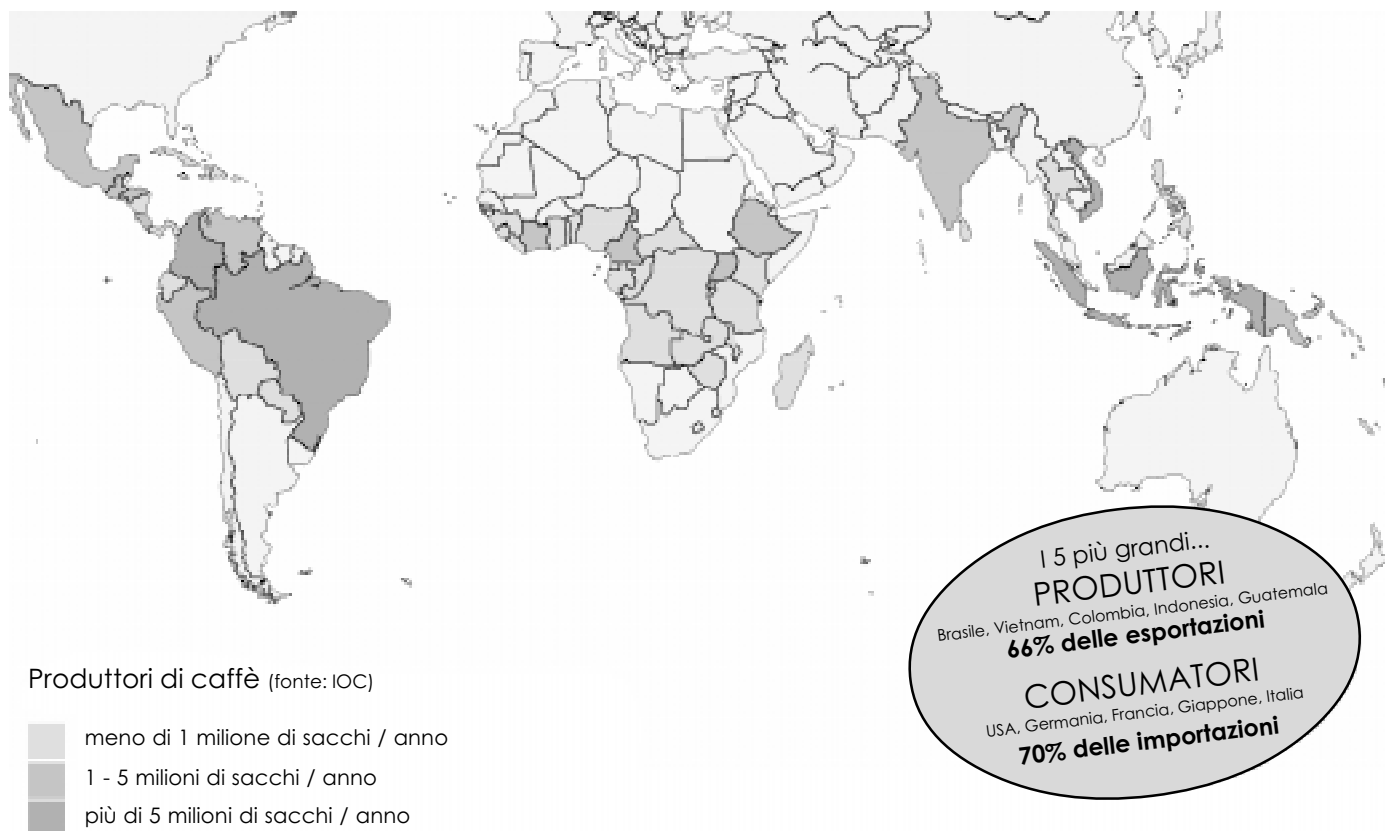 I 5 più grandi...
PRODUTTORI
Brasile, Vietnam, Colombia, Indonesia, Guatemala
66% delle esportazioni
CONSUMATORI
USA, Germania, Francia, Giappone, Italia
70% delle importazioni
Produttori di caffè (fonte: IOC)
meno di 1 milione di sacchi / anno
1 - 5 milioni di sacchi / anno
più di 5 milioni di sacchi / anno